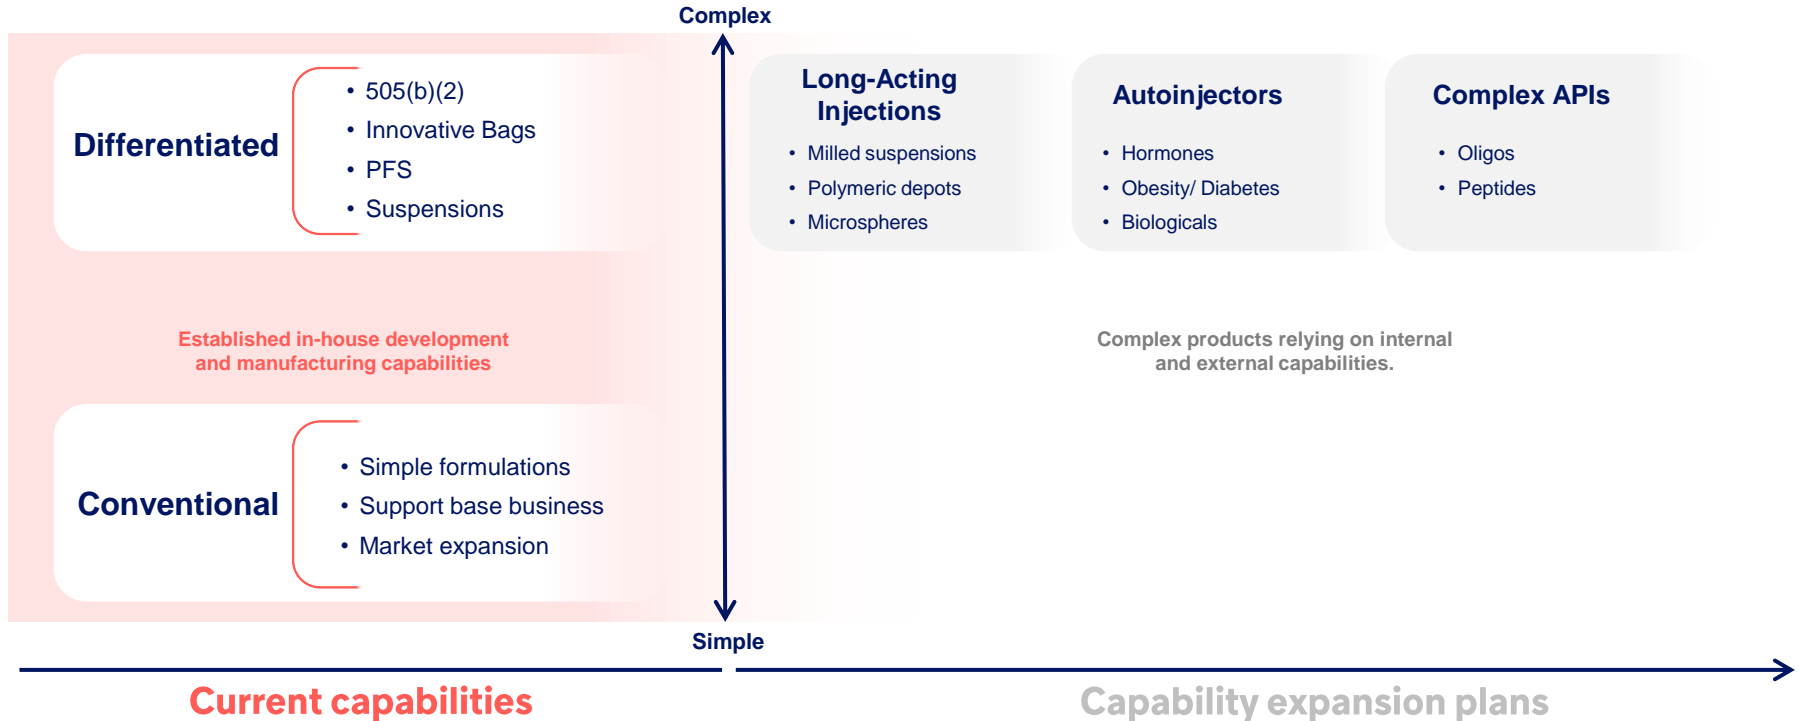 Complex
Differentiated
• 505(b)(2)
• Innovative Bags
• PFS
• Suspensions
Long-Acting
Injections
• Milled suspensions
• Polymeric depots
• Microspheres
Autoinjectors
• Hormones
• Obesity/ Diabetes
• Biologicals
Complex APIs
• Oligos
• Peptides
Established in-house development
and manufacturing capabilities
Complex products relying on internal
and external capabilities.
Conventional
• Simple formulations
• Support base business
• Market expansion
Simple
Current capabilities
Capability expansion plans